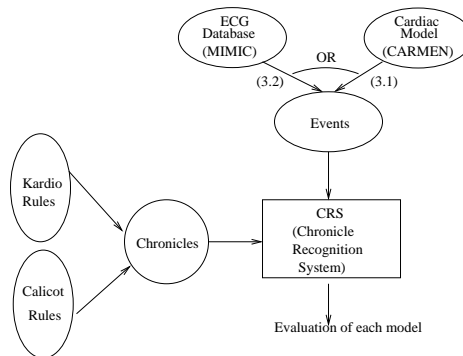 ECG
Database
(MIMIC)
Cardiac
Model
(CARMEN)
OR
(3.2)
(3.1)
Events
Kardio
Rules
Chronicles
CRS
(Chronicle
Recognition
System)
Calicot
Rules
Evaluation of each model